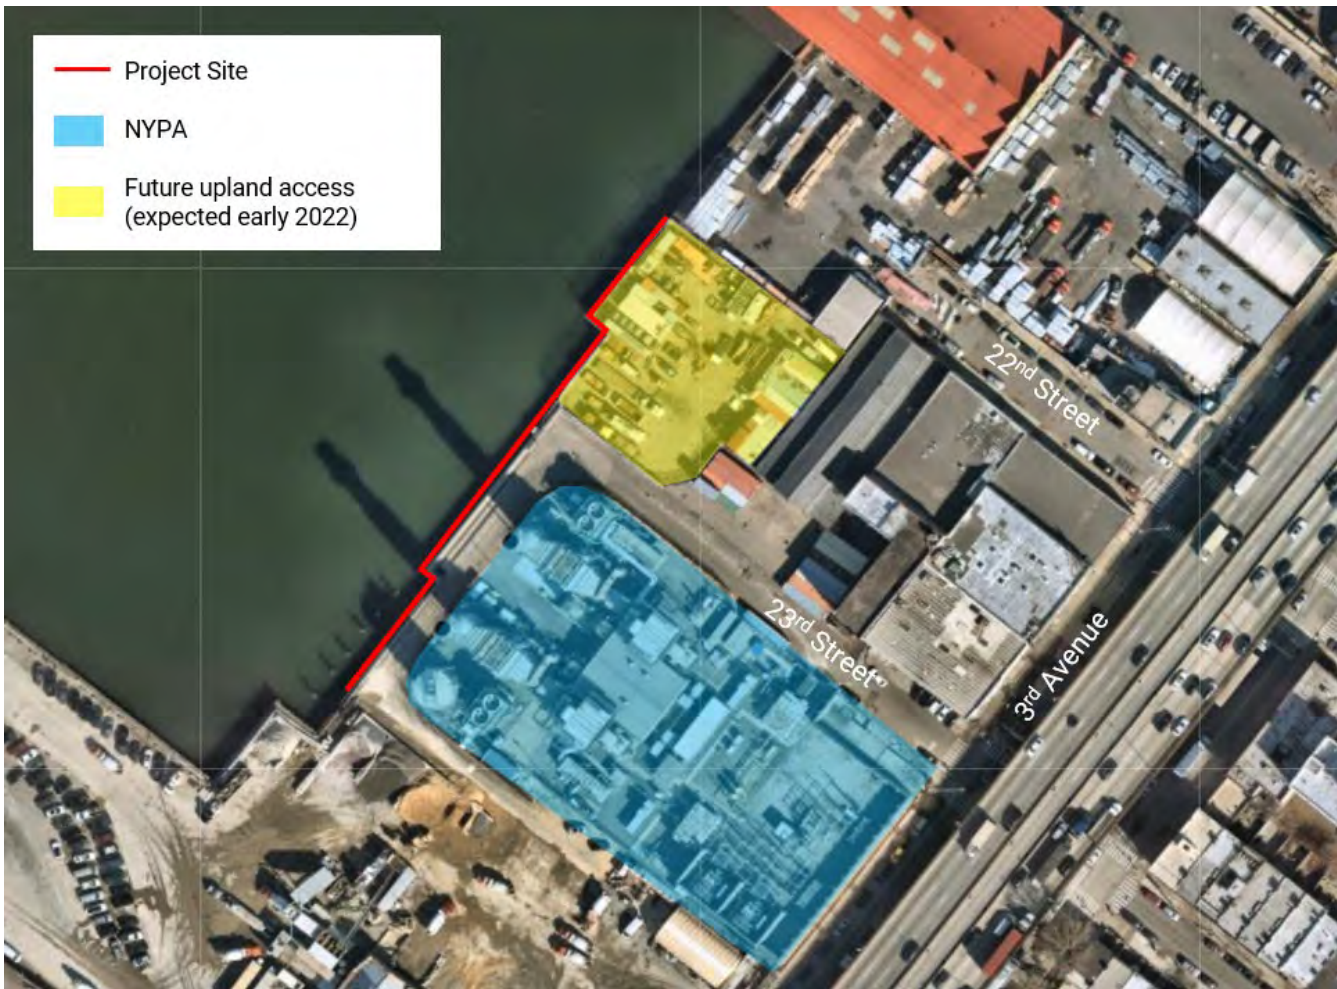 Project Site
NYPA
Future upland access
(expected early 2022)
22nd Street
23rd Street
3rd Avenue